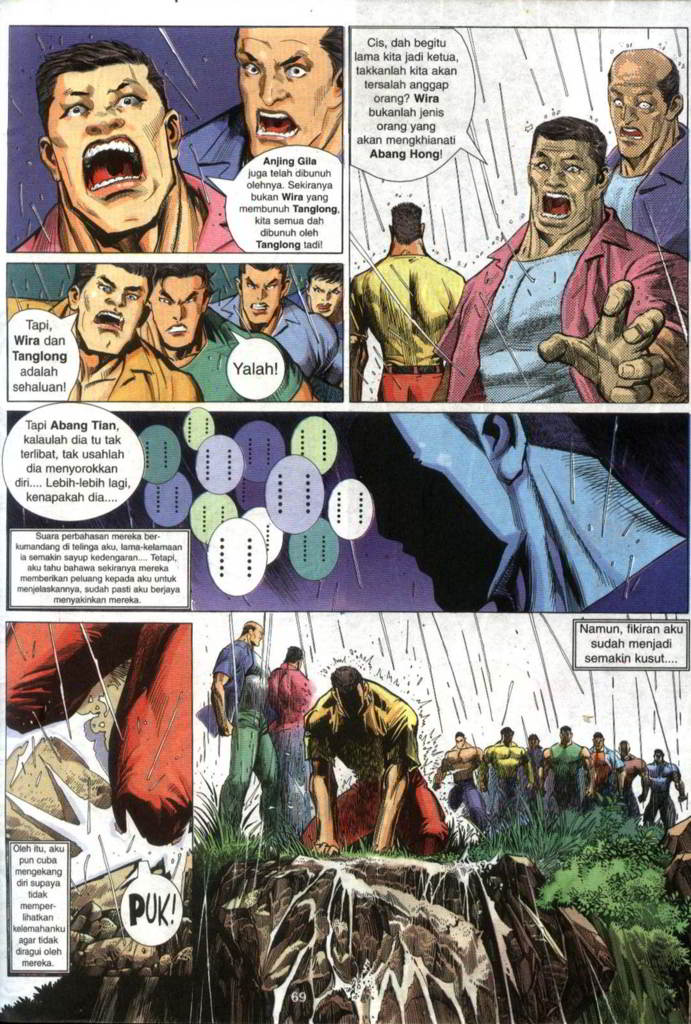 Anjing Gila
juga telah dibunuh
olehnya. Sekiranya
bukan Wira yang
membunuh Tanglong,
kita semua dah
dibunuh oleh
Tanglong tadi!
Cis, dah begitu
lama kita jadi ketua,
takkanlah kita akan
tersalah anggap
orang? Wira
bukanlah jenis
orang yang
akan mengkhianati
Abang Hong!
Tapi,
Wira dan
Tanglong
adalah
sehaluan!
Yalah!
Tapi Abang Tian,
kalaulah dia tu tak
terlibat, tak usahlah
dia menyorokkan
diri.... Lebih-lebih lagi,
kenapakah dia....
Suara perbahasan mereka ber-
kumandang di telinga aku, lama-kelamaan
ia semakin sayup kedengaran.... Tetapi,
aku tahu bahawa sekiranya mereka
memberikan peluang kepada aku untuk
menjelaskannya, sudah pasti aku berjaya
menyakinkan mereka.
Namun, fikiran aku
sudah menjadi
semakin kusut....
Oleh itu, aku
pun cuba
mengekang
diri supaya
tidak
memper-
lihatkan
kelemahanku
agar tidak
diragui oleh
mereka.
PUK!
69